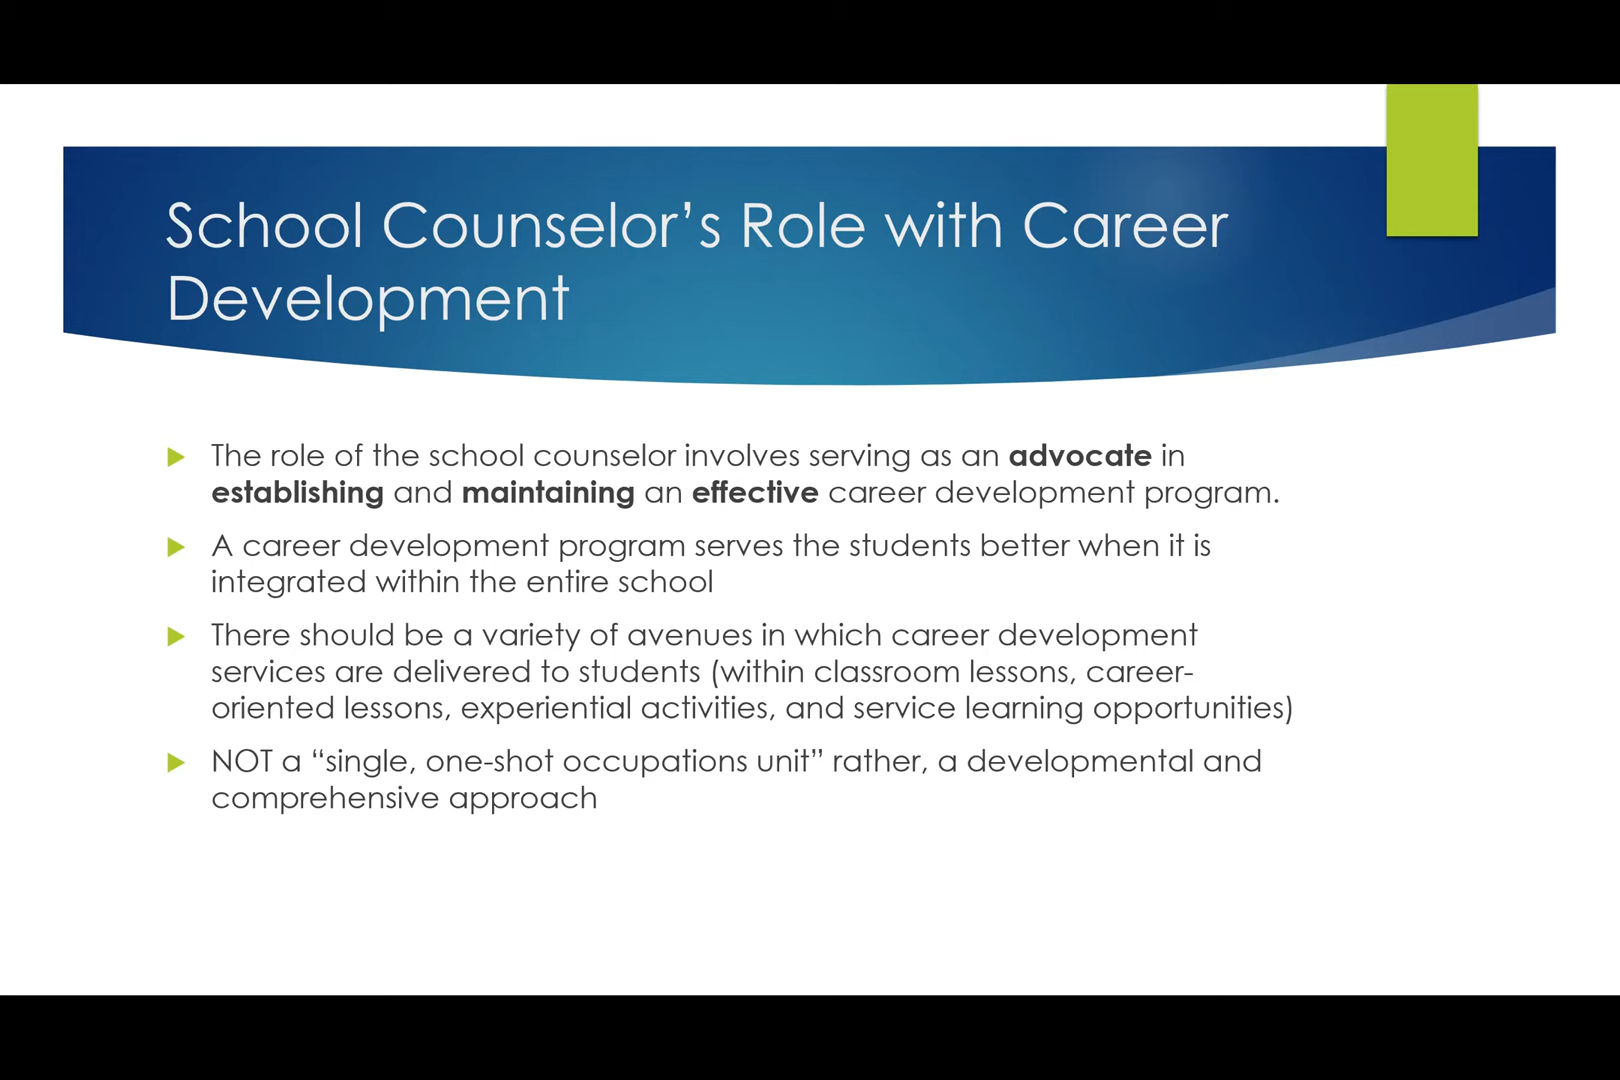 School Counselor’s Role with Career
Development
The role of the school counselor involves serving as an advocate in
establishing and maintaining an effective career development program.
A career development program serves the students better when it is
integrated within the entire school
There should be a variety of avenues in which career development
services are delivered to students (within classroom lessons, career-
oriented lessons, experiential activities, and service learning opportunities)
NOT a “single, one-shot occupations unit” rather, a developmental and
comprehensive approach